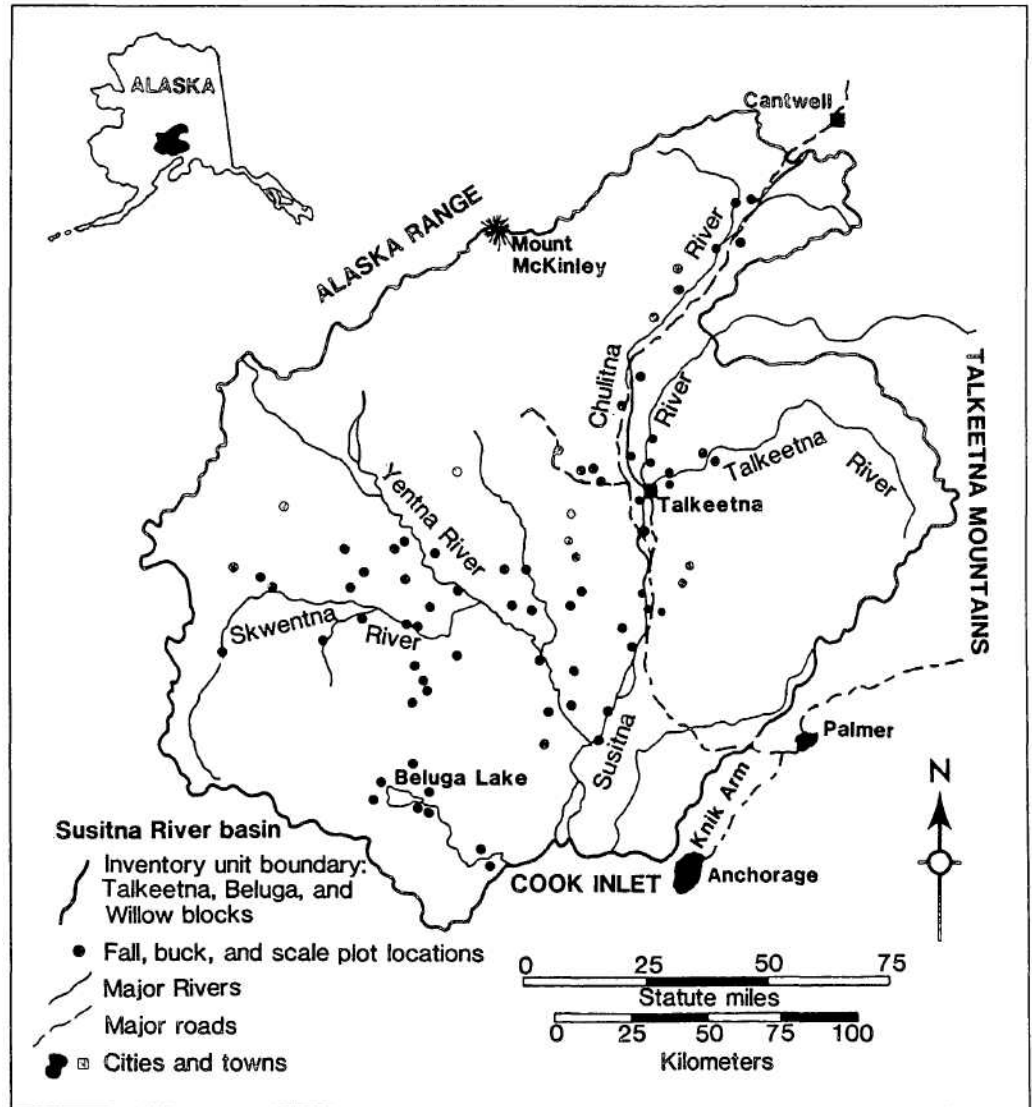 ALASKA
Cantwell
ALASKA RANGE
Mount
McKinley
River
Chulitna
River
TALKEETNA MOUNTAINS
Talkeetna
River
Talkeetna
Yentna River
Skwentna
River
Susitna
Palmer
Beluga Lake
Knik Arm
N
Anchorage
COOK INLET
Susitna River basin
Inventory unit boundary:
Talkeetna, Beluga, and
Willow blocks
Fall, buck, and scale plot locations
Major Rivers
Major roads
Cities and towns
0 25 50 75
Statute miles
0 25 50 75 100
Kilometers